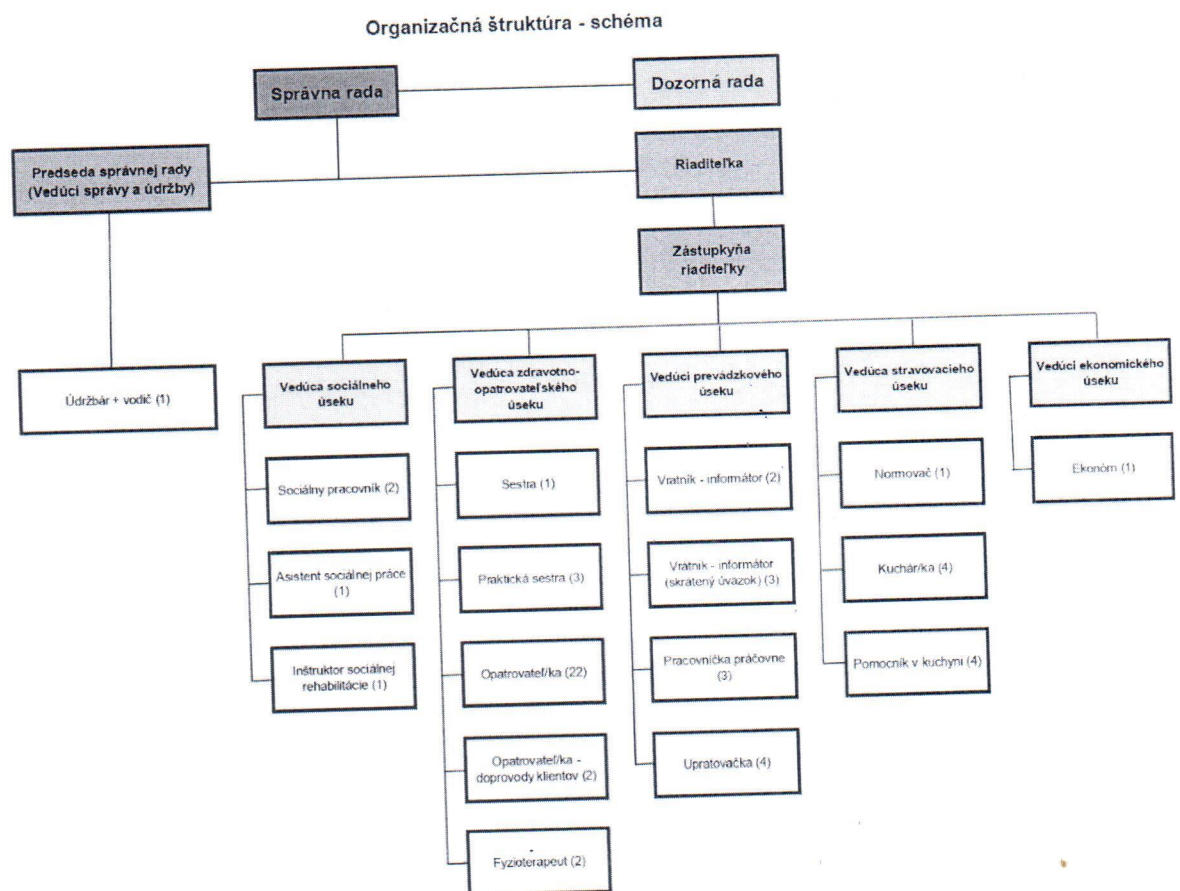 Organizačná štruktúra - schéma
Správna rada
Dozorná rada
Predseda správnej rady
(Vedúci správy a údržby)
Riaditeľka
Zástupkyňa
riaditeľky
Údržbár + vodič (1)
Vedúca sociálneho
úseku
Sociálny pracovník (2)
Asistent sociálnej práce
(1)
Inštruktor sociálnej
rehabilitácie (1)
Vedúca zdravotno-
opatrovateľského
úseku
Sestra (1)
Praktická sestra (3)
Opatrovateľ/ka (22)
Opatrovateľ/ka -
doprovody klientov (2)
Fyzioterapeut (2)
Vedúci prevádzkového
úseku
Vrátnik - informátor (2)
Vrátnik - informátor
(skrátený úvazok) (3)
Pracovníčka práčovne
(3)
Upratovačka (4)
Vedúca stravovacieho
úseku
Normovač (1)
Kuchár/ka (4)
Pomocník v kuchyni (4)
Vedúci ekonomického
úseku
Ekonóm (1)